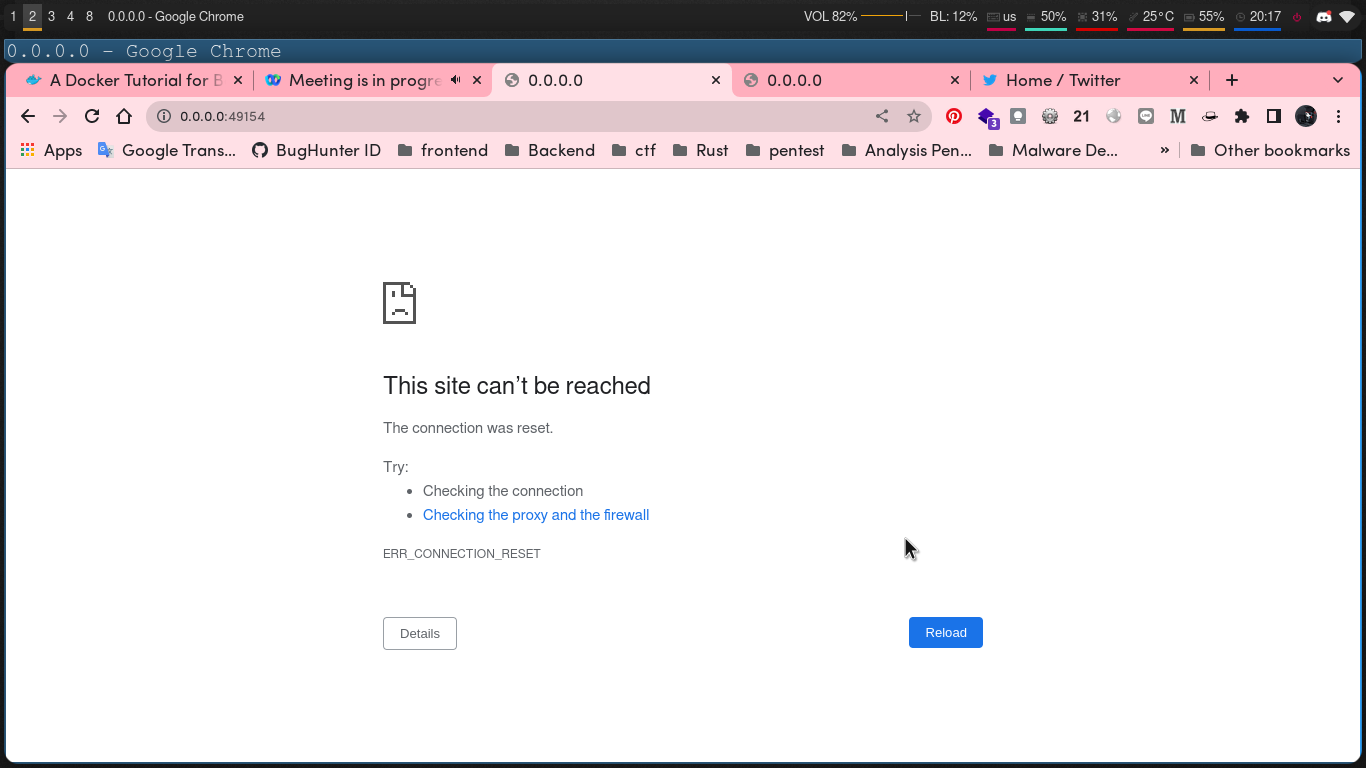 1 2 3 4 8 0.0.0.0 - Google Chrome VOL 82% BL: 12% us 50% 31% 25°C 55% 20:17
0.0.0.0 - Google Chrome
A Docker Tutorial for B Meeting is in progre 0.0.0.0 0.0.0.0 Home / Twitter
0.0.0.0:49154 3 21 LINE M
Apps Google Trans... BugHunter ID frontend Backend ctf Rust pentest Analysis Pen... Malware De... » Other bookmarks
This site can’t be reached
The connection was reset.
Try:
• Checking the connection
• Checking the proxy and the firewall
ERR_CONNECTION_RESET
Details Reload